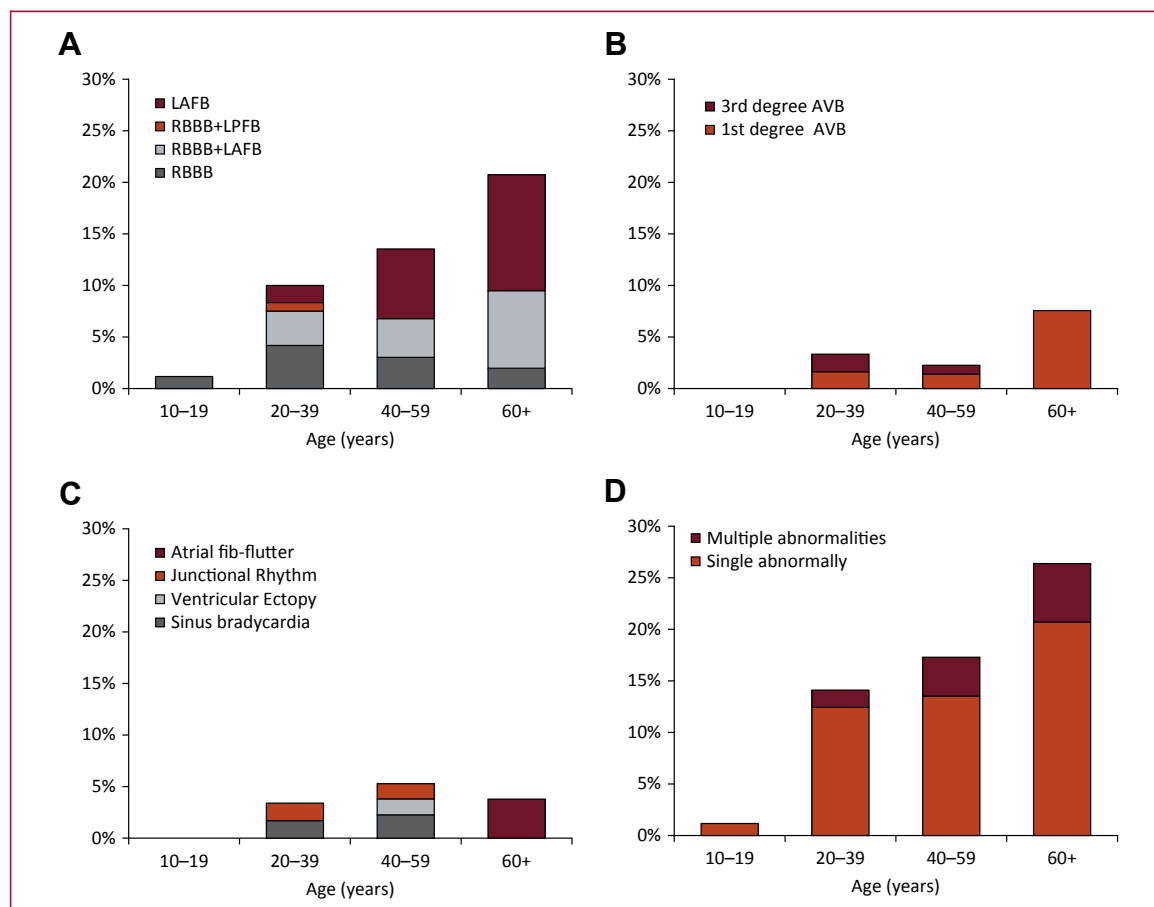 A
30%
25%
20%
15%
10%
5%
0%
LAFB
RBBB+LPFB
RBBB+LAFB
RBBB
10–19 20–39 40–59 60+
Age (years)
B
30%
25%
20%
15%
10%
5%
0%
3rd degree AVB
1st degree AVB
10–19 20–39 40–59 60+
Age (years)
C
30%
25%
20%
15%
10%
5%
0%
Atrial fib-flutter
Junctional Rhythm
Ventricular Ectopy
Sinus bradycardia
10–19 20–39 40–59 60+
Age (years)
D
30%
25%
20%
15%
10%
5%
0%
Multiple abnormalities
Single abnormally
10–19 20–39 40–59 60+
Age (years)